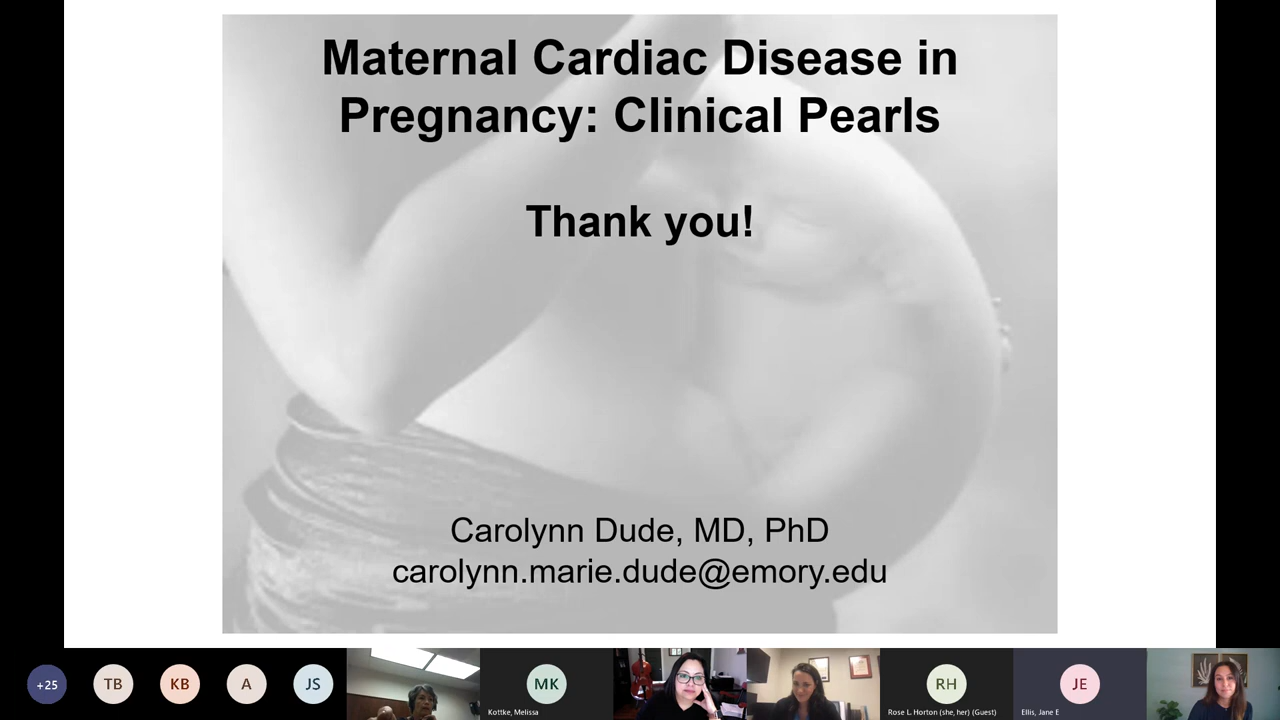 Maternal Cardiac Disease in
Pregnancy: Clinical Pearls
Thank you!
Carolynn Dude, MD, PhD
carolynn.marie.dude@emory.edu
+25
TB
KB
A
JS
MK
Kottke, Melissa
RH
Rose L. Horton (she, her) (Guest)
JE
Ellis, Jane E